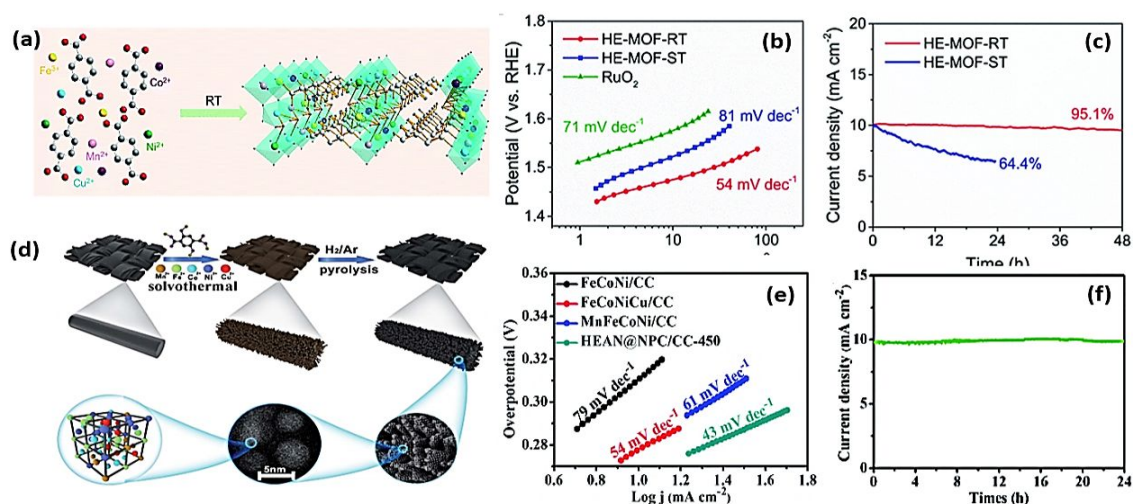 (a)
Fe³⁺
Co²⁺
RT
Mn²⁺
Ni²⁺
Cu²⁺
(b)
HE-MOF-RT
HE-MOF-ST
RuO₂
71 mV dec⁻¹
81 mV dec⁻¹
54 mV dec⁻¹
Potential (V vs. RHE)
1.8
1.7
1.6
1.5
1.4
1
10
100
(c)
HE-MOF-RT
HE-MOF-ST
95.1%
64.4%
Current density (mA cm⁻²)
20
15
10
5
0
0 12 24 36 48
Time (h)
(d)
solvothermal
H₂/Ar
pyrolysis
5nm
(e)
FeCoNi/CC
FeCoNiCu/CC
MnFeCoNi/CC
HEAN@NPC/CC-450
79 mV dec⁻¹
54 mV dec⁻¹
61 mV dec⁻¹
43 mV dec⁻¹
Overpotential (V)
0.36
0.32
0.28
0.6 0.8 1.0 1.2 1.4 1.6 1.8
Log j (mA cm⁻²)
(f)
Current density (mA cm⁻²)
15
10
5
0
0 4 8 12 16 20 24
Times (h)